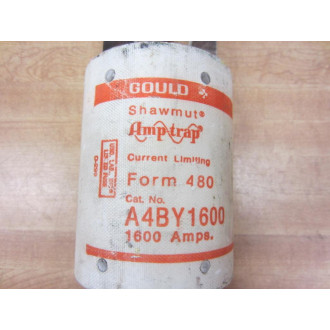 GOULD
Shawmut®
Amp-trap®
Current Limiting
Form 480
Cat. No.
A4BY1600
1600 Amps.